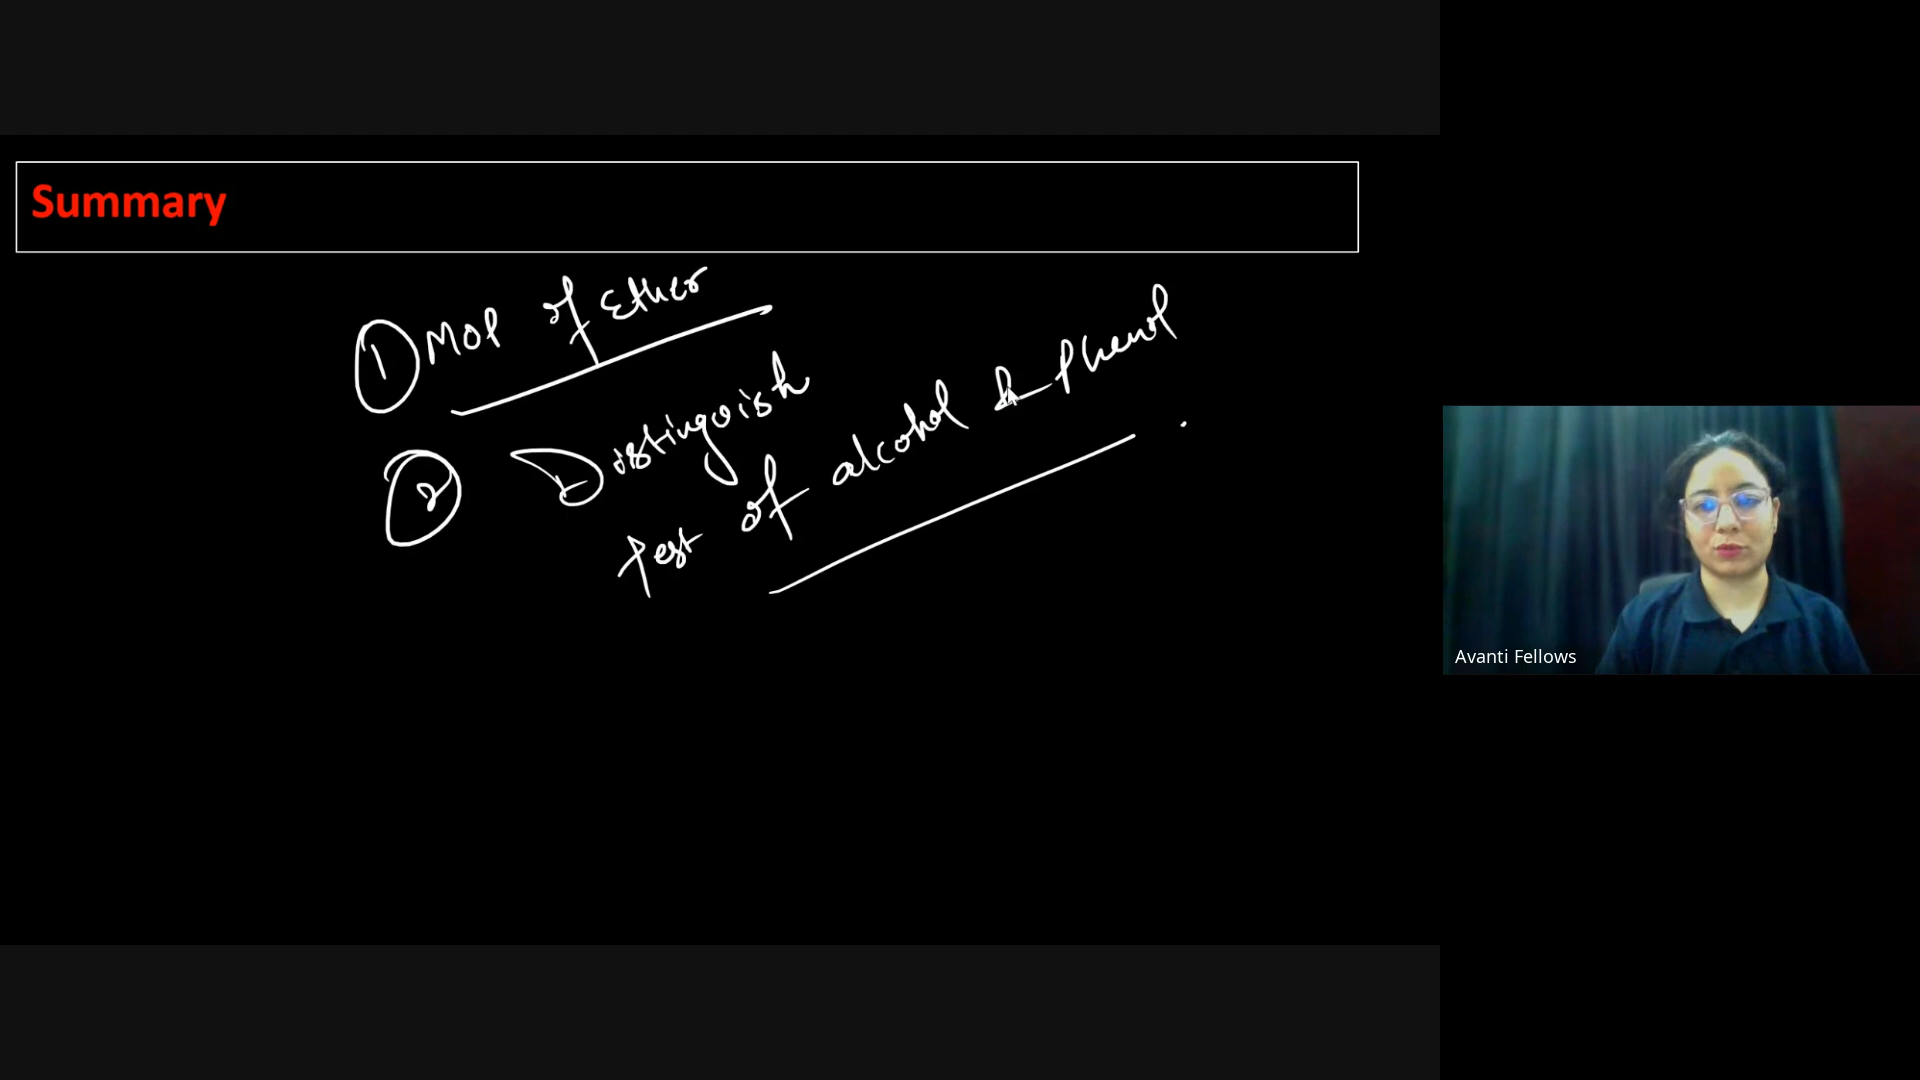 Summary
① MOP of Ether
② Distinguish
test of alcohol & Phenol .
Avanti Fellows